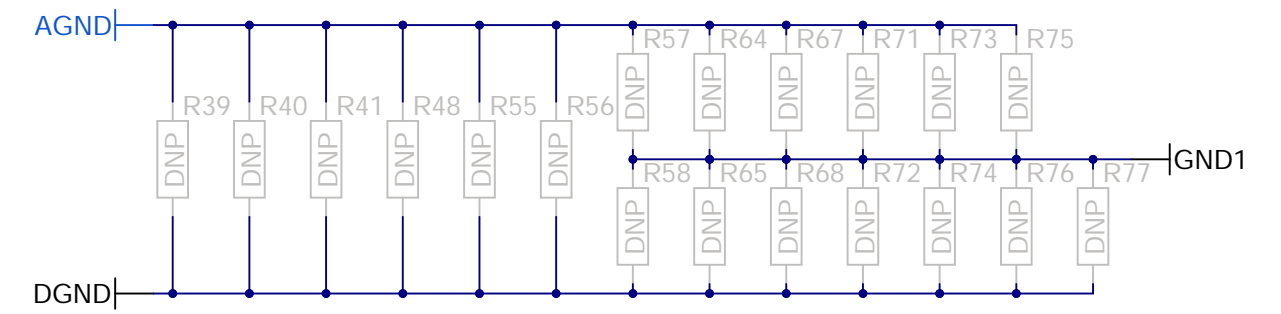 AGND
R57 R64 R67 R71 R73 R75
DNP DNP DNP DNP DNP DNP
R39 R40 R41 R48 R55 R56
DNP DNP DNP DNP DNP DNP
GND1
R58 R65 R68 R72 R74 R76 R77
DNP DNP DNP DNP DNP DNP DNP
DGND